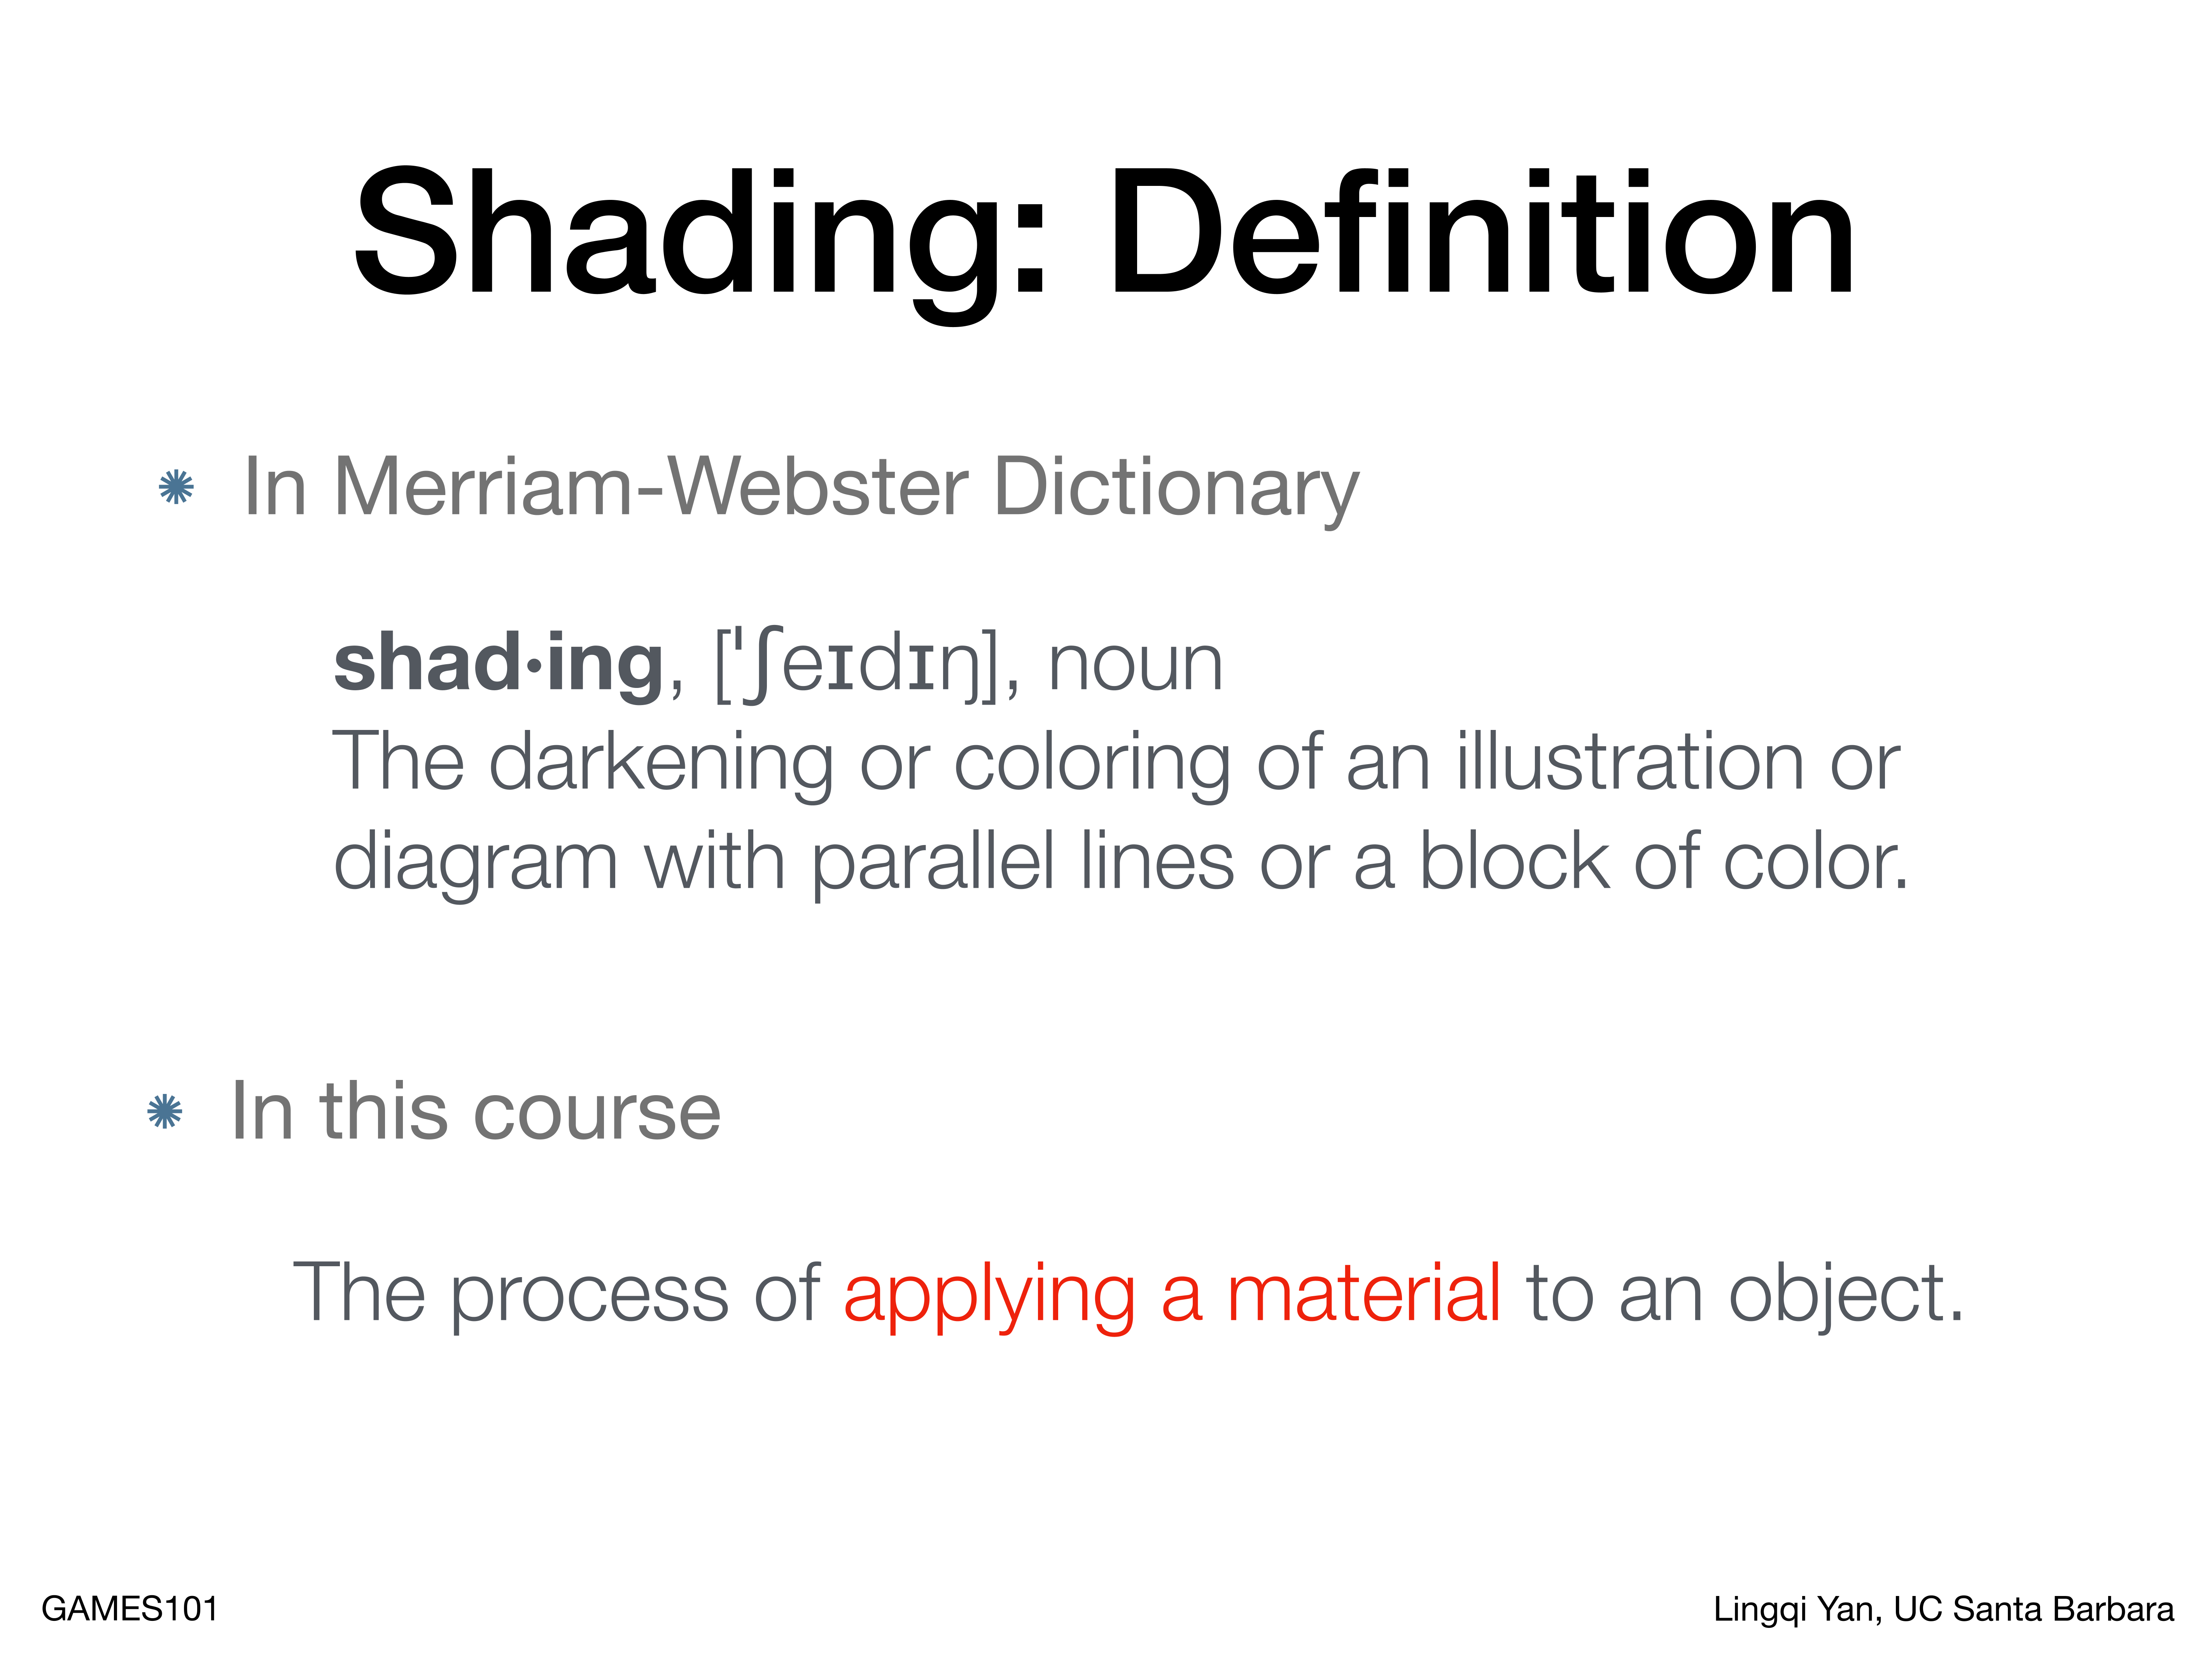 Shading: Definition
In Merriam-Webster Dictionary
shad·ing, [ˈʃeɪdɪŋ], noun
The darkening or coloring of an illustration or
diagram with parallel lines or a block of color.
In this course
The process of applying a material to an object.
GAMES101
Lingqi Yan, UC Santa Barbara